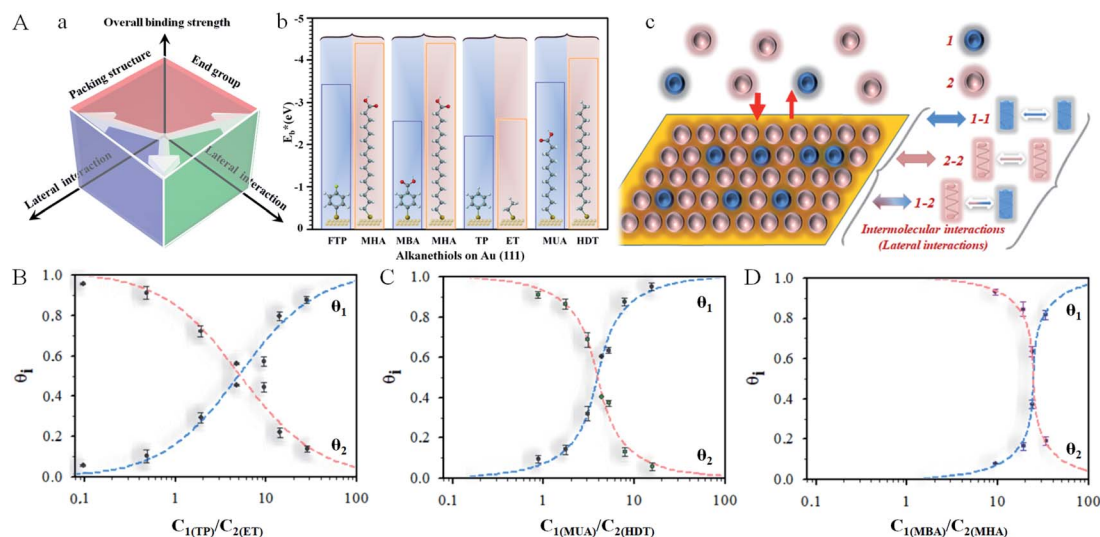 A
a
Overall binding strength
Packing structure
End group
Lateral interaction
Lateral interaction
b
-5
-4
-3
-2
-1
0
E_b* (eV)
FTP MHA MBA MHA TP ET MUA HDT
Alkanethiols on Au (111)
c
1
2
1-1
2-2
1-2
Intermolecular interactions
(Lateral interactions)
B
1.0
0.8
0.6
0.4
0.2
0.0
θi
θ1
θ2
0.1 1 10 100
C1(TP)/C2(ET)
C
1.0
0.8
0.6
0.4
0.2
0.0
θi
θ1
θ2
0.1 1 10 100
C1(MUA)/C2(HDT)
D
1.0
0.8
0.6
0.4
0.2
0.0
θi
θ1
θ2
0.1 1 10 100
C1(MBA)/C2(MHA)